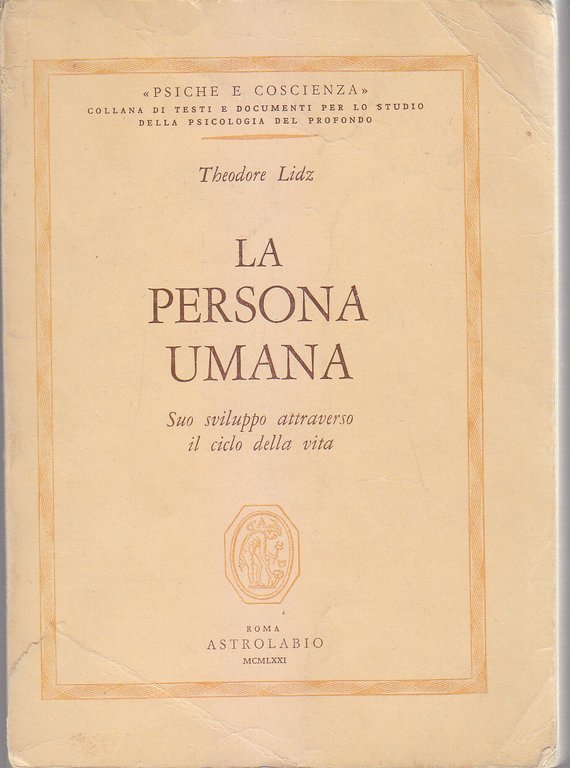 «PSICHE E COSCIENZA»
COLLANA DI TESTI E DOCUMENTI PER LO STUDIO
DELLA PSICOLOGIA DEL PROFONDO
Theodore Lidz
LA
PERSONA
UMANA
Suo sviluppo attraverso
il ciclo della vita
ROMA
ASTROLABIO
MCMLXXI